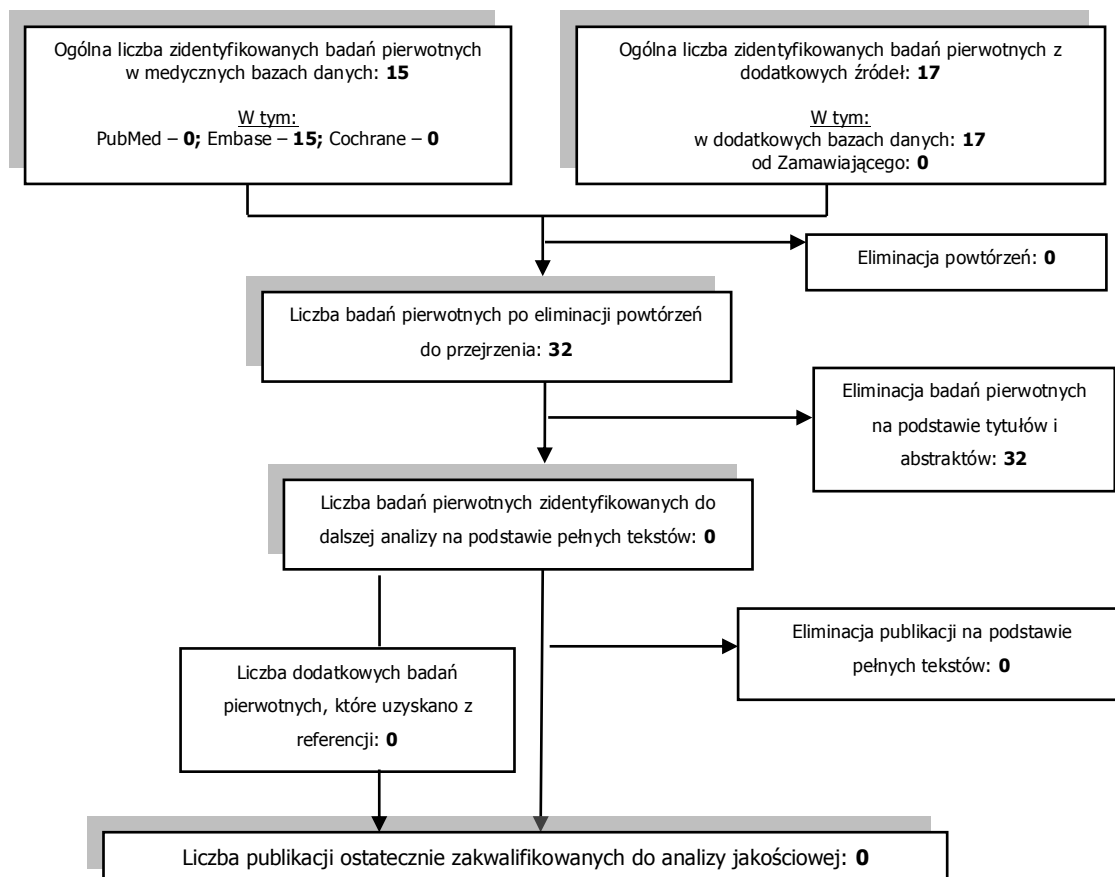 Ogólna liczba zidentyfikowanych badań pierwotnych
w medycznych bazach danych: 15
W tym:
PubMed – 0; Embase – 15; Cochrane – 0
Ogólna liczba zidentyfikowanych badań pierwotnych z
dodatkowych źródeł: 17
W tym:
w dodatkowych bazach danych: 17
od Zamawiającego: 0
Eliminacja powtórzeń: 0
Liczba badań pierwotnych po eliminacji powtórzeń
do przejrzenia: 32
Eliminacja badań pierwotnych
na podstawie tytułów i
abstraktów: 32
Liczba badań pierwotnych zidentyfikowanych do
dalszej analizy na podstawie pełnych tekstów: 0
Eliminacja publikacji na podstawie
pełnych tekstów: 0
Liczba dodatkowych badań
pierwotnych, które uzyskano z
referencji: 0
Liczba publikacji ostatecznie zakwalifikowanych do analizy jakościowej: 0